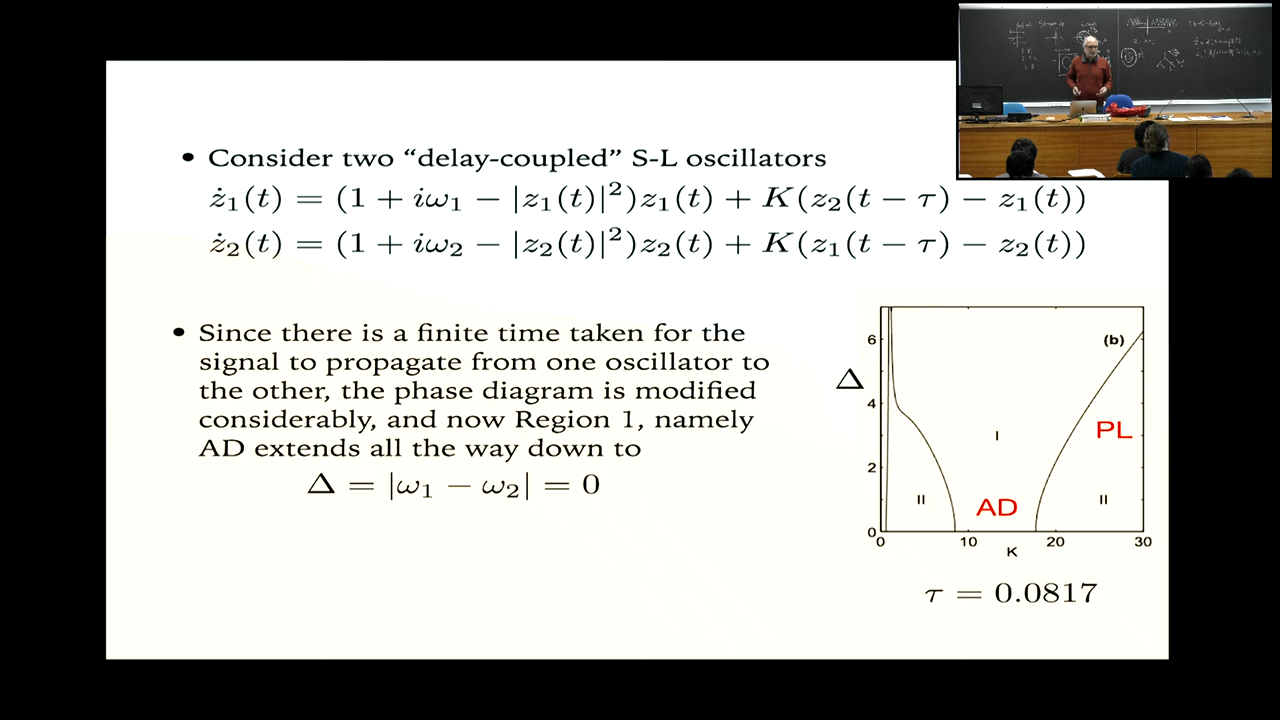 • Consider two “delay-coupled” S-L oscillators
ż₁(t) = (1 + iω₁ − |z₁(t)|²)z₁(t) + K(z₂(t − τ) − z₁(t))
ż₂(t) = (1 + iω₂ − |z₂(t)|²)z₂(t) + K(z₁(t − τ) − z₂(t))
• Since there is a finite time taken for the
signal to propagate from one oscillator to
the other, the phase diagram is modified
considerably, and now Region 1, namely
AD extends all the way down to
Δ = |ω₁ − ω₂| = 0
(b)
6
Δ
4
2
0
I
PL
II
AD
II
0 10 20 30
K
τ = 0.0817